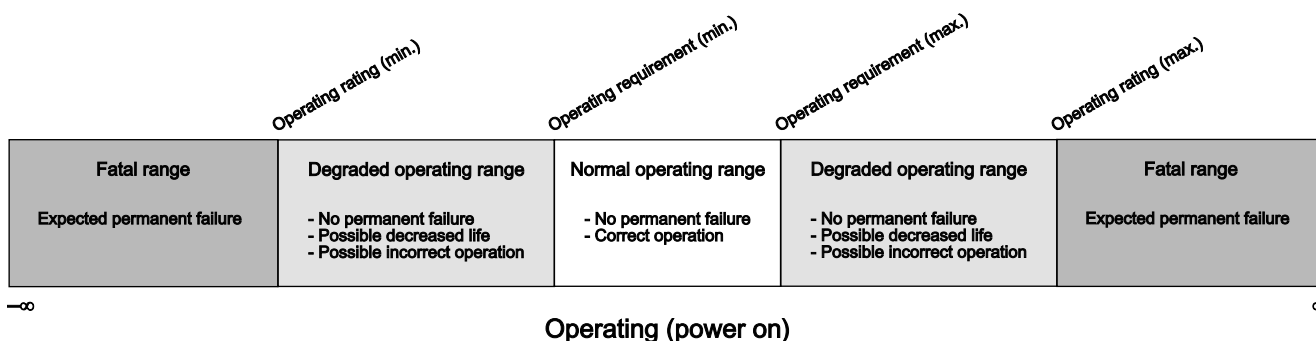 Operating rating (min.)
Operating requirement (min.)
Operating requirement (max.)
Operating rating (max.)
Fatal range
Expected permanent failure
Degraded operating range
- No permanent failure
- Possible decreased life
- Possible incorrect operation
Normal operating range
- No permanent failure
- Correct operation
Degraded operating range
- No permanent failure
- Possible decreased life
- Possible incorrect operation
Fatal range
Expected permanent failure
–∞
Operating (power on)